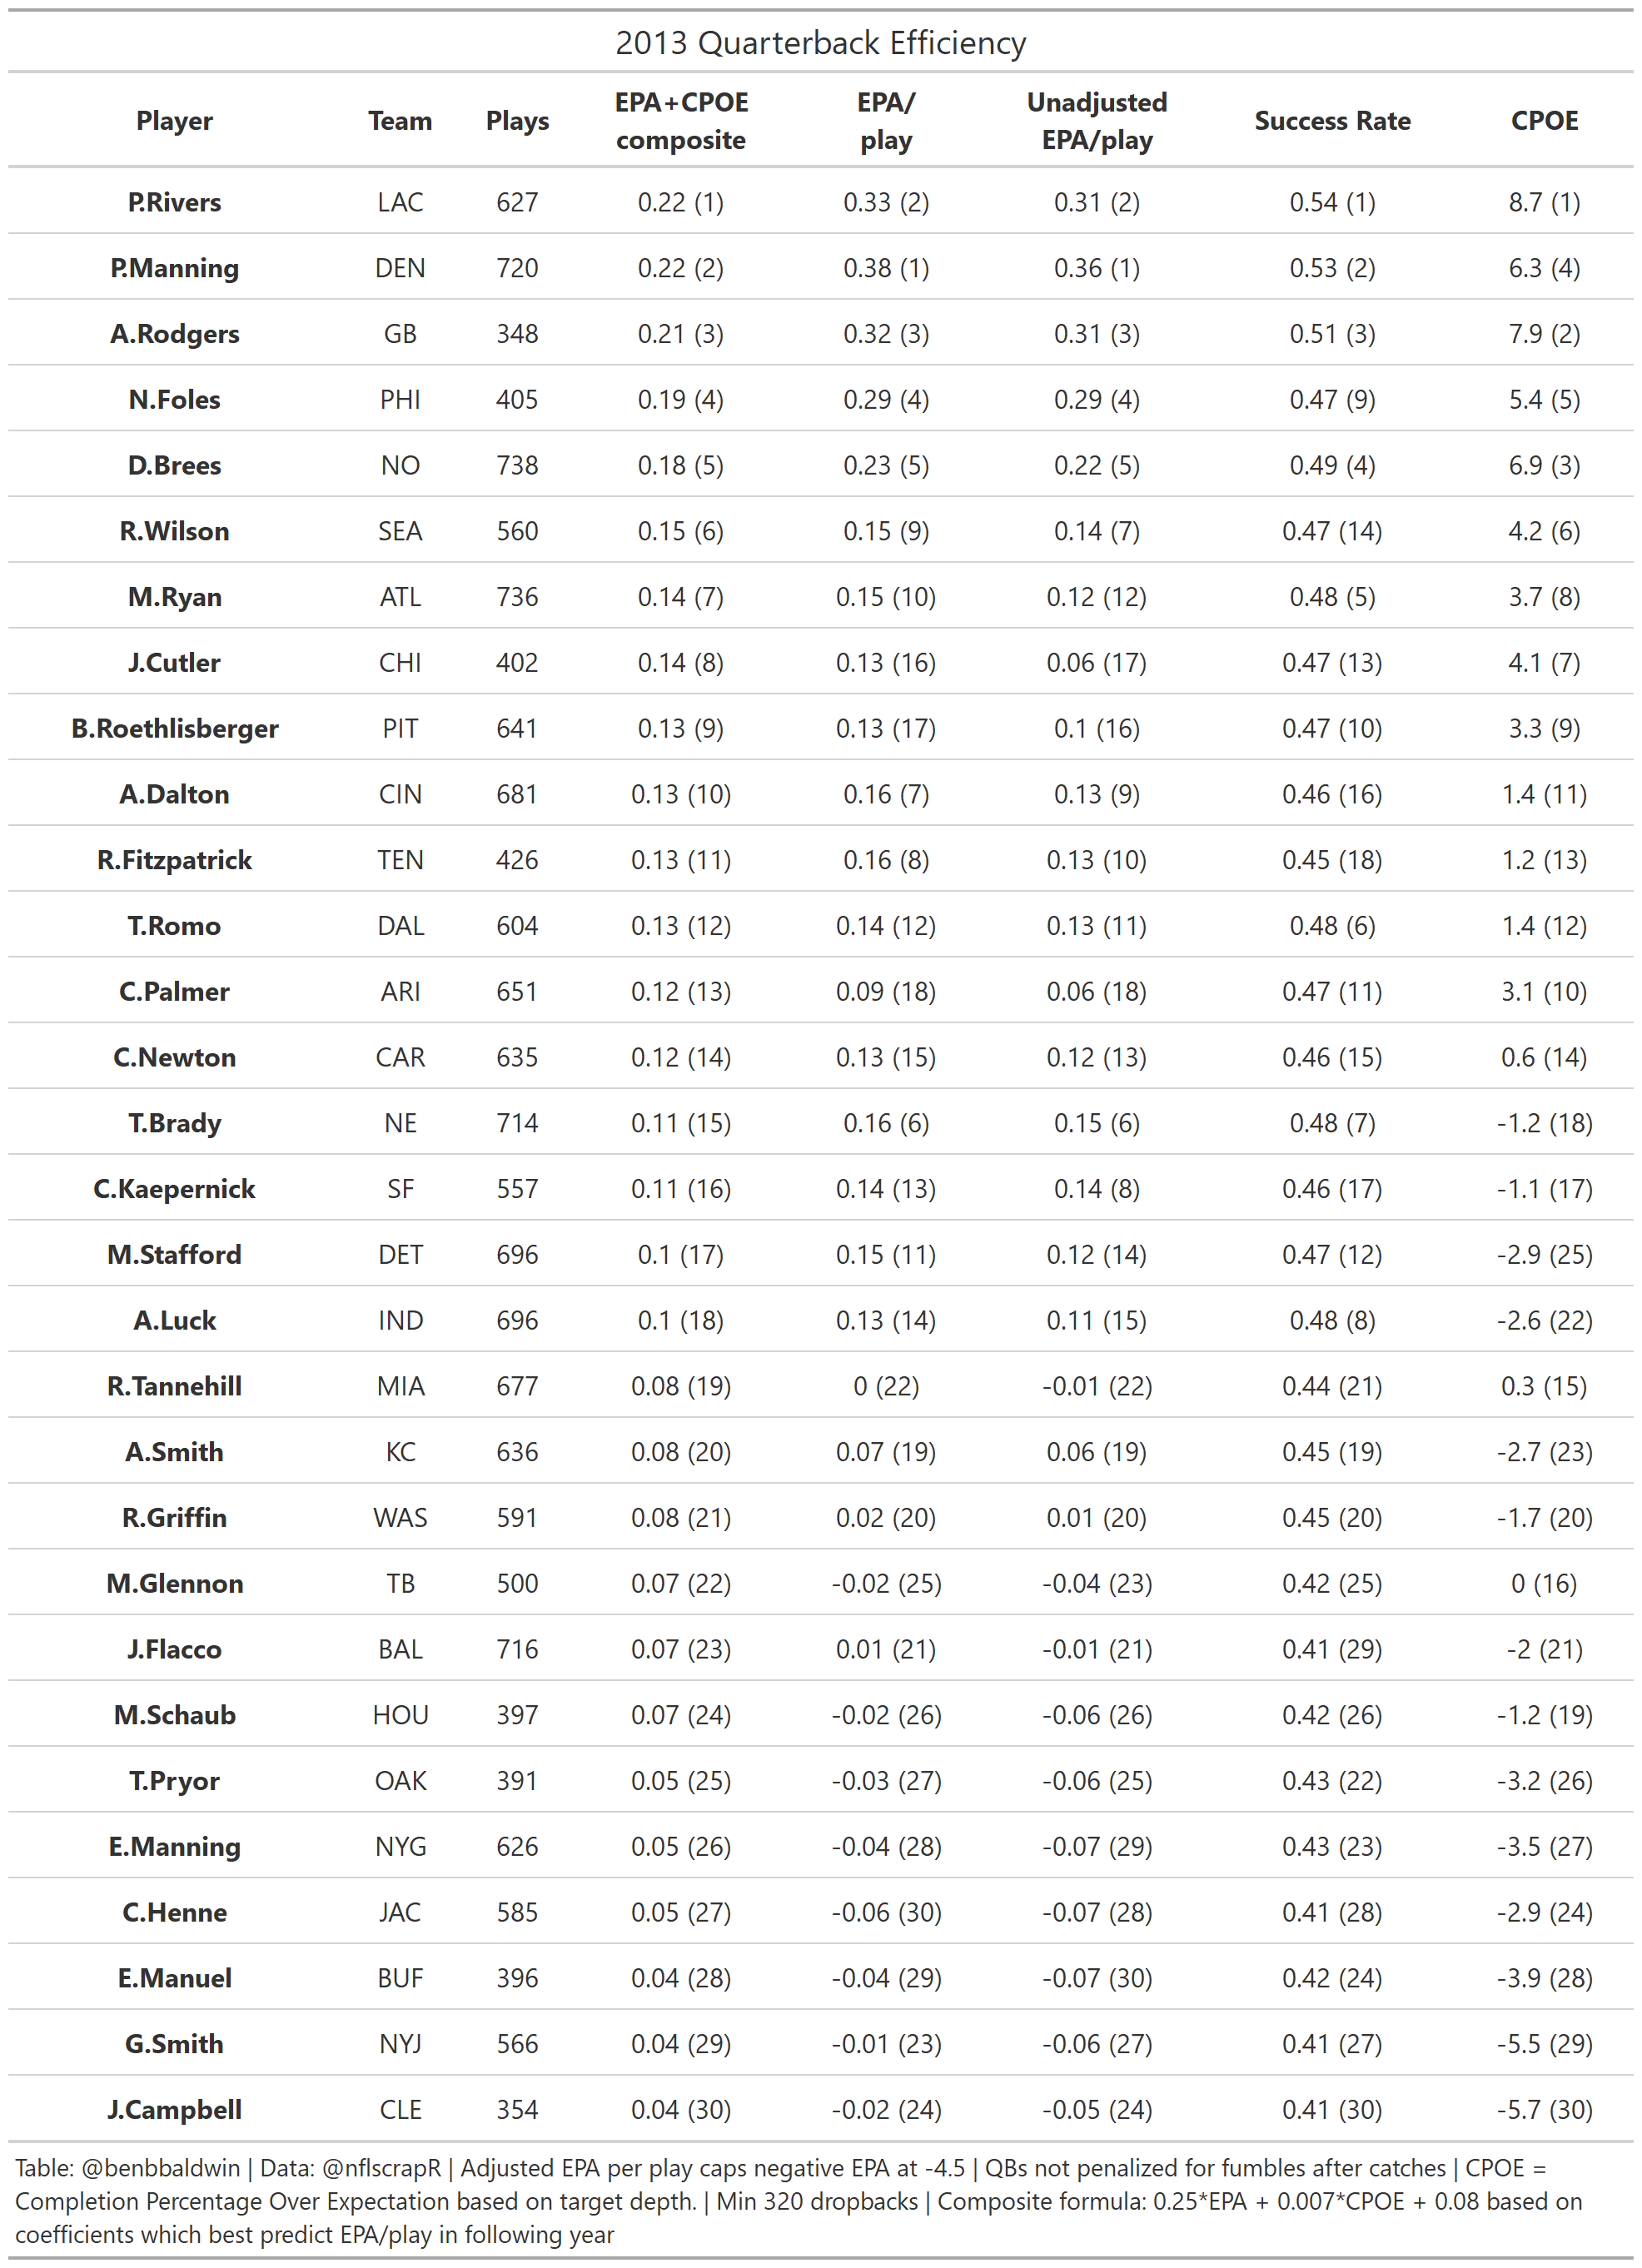 2013 Quarterback Efficiency
Player Team Plays EPA+CPOE composite EPA/ play Unadjusted EPA/play Success Rate CPOE
P.Rivers LAC 627 0.22 (1) 0.33 (2) 0.31 (2) 0.54 (1) 8.7 (1)
P.Manning DEN 720 0.22 (2) 0.38 (1) 0.36 (1) 0.53 (2) 6.3 (4)
A.Rodgers GB 348 0.21 (3) 0.32 (3) 0.31 (3) 0.51 (3) 7.9 (2)
N.Foles PHI 405 0.19 (4) 0.29 (4) 0.29 (4) 0.47 (9) 5.4 (5)
D.Brees NO 738 0.18 (5) 0.23 (5) 0.22 (5) 0.49 (4) 6.9 (3)
R.Wilson SEA 560 0.15 (6) 0.15 (9) 0.14 (7) 0.47 (14) 4.2 (6)
M.Ryan ATL 736 0.14 (7) 0.15 (10) 0.12 (12) 0.48 (5) 3.7 (8)
J.Cutler CHI 402 0.14 (8) 0.13 (16) 0.06 (17) 0.47 (13) 4.1 (7)
B.Roethlisberger PIT 641 0.13 (9) 0.13 (17) 0.1 (16) 0.47 (10) 3.3 (9)
A.Dalton CIN 681 0.13 (10) 0.16 (7) 0.13 (9) 0.46 (16) 1.4 (11)
R.Fitzpatrick TEN 426 0.13 (11) 0.16 (8) 0.13 (10) 0.45 (18) 1.2 (13)
T.Romo DAL 604 0.13 (12) 0.14 (12) 0.13 (11) 0.48 (6) 1.4 (12)
C.Palmer ARI 651 0.12 (13) 0.09 (18) 0.06 (18) 0.47 (11) 3.1 (10)
C.Newton CAR 635 0.12 (14) 0.13 (15) 0.12 (13) 0.46 (15) 0.6 (14)
T.Brady NE 714 0.11 (15) 0.16 (6) 0.15 (6) 0.48 (7) -1.2 (18)
C.Kaepernick SF 557 0.11 (16) 0.14 (13) 0.14 (8) 0.46 (17) -1.1 (17)
M.Stafford DET 696 0.1 (17) 0.15 (11) 0.12 (14) 0.47 (12) -2.9 (25)
A.Luck IND 696 0.1 (18) 0.13 (14) 0.11 (15) 0.48 (8) -2.6 (22)
R.Tannehill MIA 677 0.08 (19) 0 (22) -0.01 (22) 0.44 (21) 0.3 (15)
A.Smith KC 636 0.08 (20) 0.07 (19) 0.06 (19) 0.45 (19) -2.7 (23)
R.Griffin WAS 591 0.08 (21) 0.02 (20) 0.01 (20) 0.45 (20) -1.7 (20)
M.Glennon TB 500 0.07 (22) -0.02 (25) -0.04 (23) 0.42 (25) 0 (16)
J.Flacco BAL 716 0.07 (23) 0.01 (21) -0.01 (21) 0.41 (29) -2 (21)
M.Schaub HOU 397 0.07 (24) -0.02 (26) -0.06 (26) 0.42 (26) -1.2 (19)
T.Pryor OAK 391 0.05 (25) -0.03 (27) -0.06 (25) 0.43 (22) -3.2 (26)
E.Manning NYG 626 0.05 (26) -0.04 (28) -0.07 (29) 0.43 (23) -3.5 (27)
C.Henne JAC 585 0.05 (27) -0.06 (30) -0.07 (28) 0.41 (28) -2.9 (24)
E.Manuel BUF 396 0.04 (28) -0.04 (29) -0.07 (30) 0.42 (24) -3.9 (28)
G.Smith NYJ 566 0.04 (29) -0.01 (23) -0.06 (27) 0.41 (27) -5.5 (29)
J.Campbell CLE 354 0.04 (30) -0.02 (24) -0.05 (24) 0.41 (30) -5.7 (30)
Table: @benbbaldwin | Data: @nflscrapR | Adjusted EPA per play caps negative EPA at -4.5 | QBs not penalized for fumbles after catches | CPOE =
Completion Percentage Over Expectation based on target depth. | Min 320 dropbacks | Composite formula: 0.25*EPA + 0.007*CPOE + 0.08 based on
coefficients which best predict EPA/play in following year